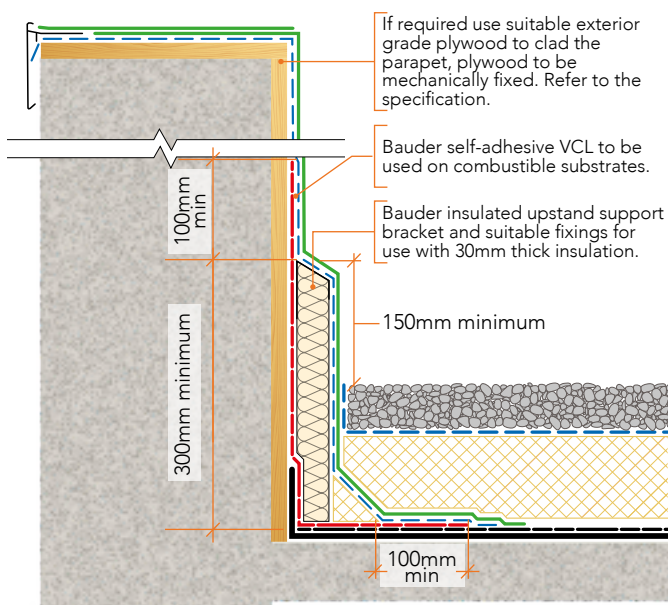 If required use suitable exterior
grade plywood to clad the
parapet, plywood to be
mechanically fixed. Refer to the
specification.
Bauder self-adhesive VCL to be
used on combustible substrates.
100mm
min
Bauder insulated upstand support
bracket and suitable fixings for
use with 30mm thick insulation.
150mm minimum
300mm minimum
100mm
min